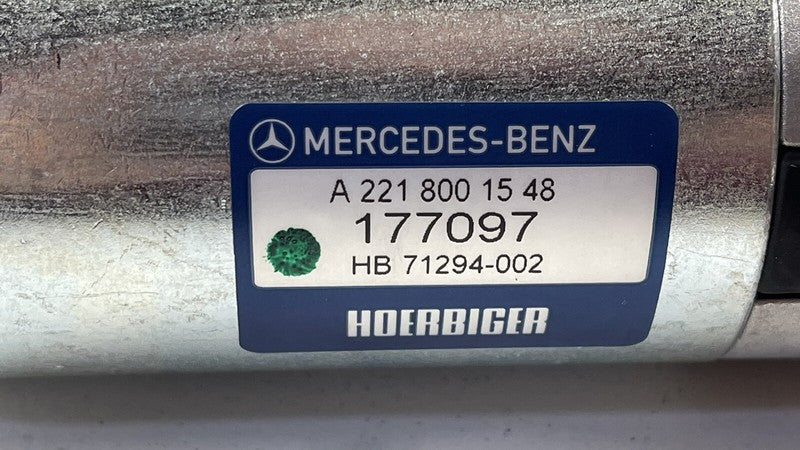 MERCEDES-BENZ
A 221 800 15 48
177097
HB 71294-002
HOERBIGER